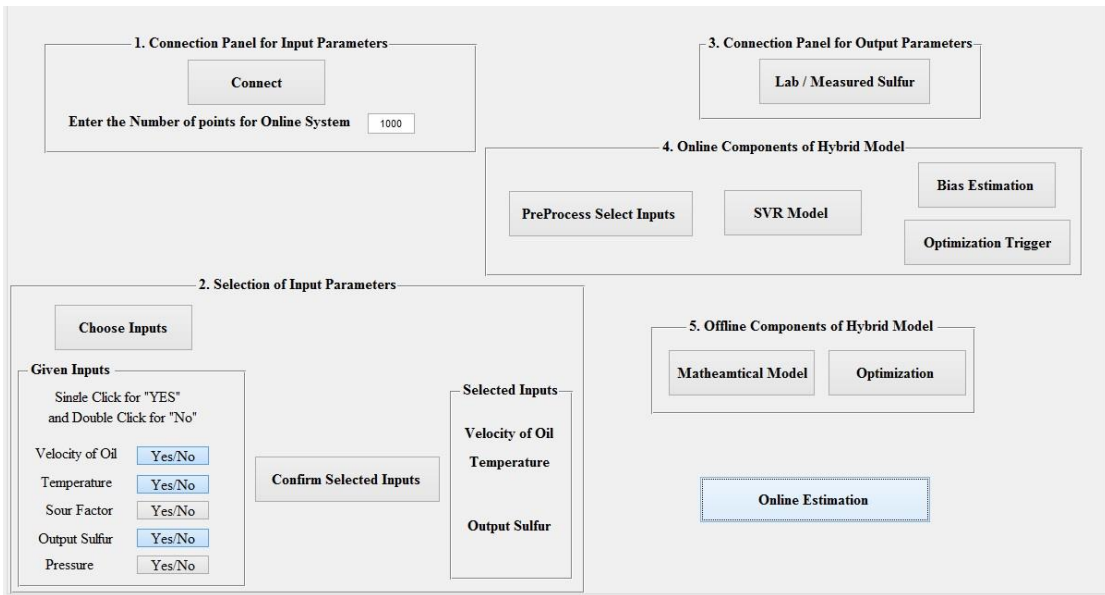 1. Connection Panel for Input Parameters
Connect
Enter the Number of points for Online System 1000
3. Connection Panel for Output Parameters
Lab / Measured Sulfur
4. Online Components of Hybrid Model
PreProcess Select Inputs
SVR Model
Bias Estimation
Optimization Trigger
2. Selection of Input Parameters
Choose Inputs
Given Inputs
Single Click for "YES"
and Double Click for "No"
Velocity of Oil Yes/No
Temperature Yes/No
Sour Factor Yes/No
Output Sulfur Yes/No
Pressure Yes/No
Confirm Selected Inputs
Selected Inputs
Velocity of Oil
Temperature
Output Sulfur
5. Offline Components of Hybrid Model
Matheamtical Model
Optimization
Online Estimation